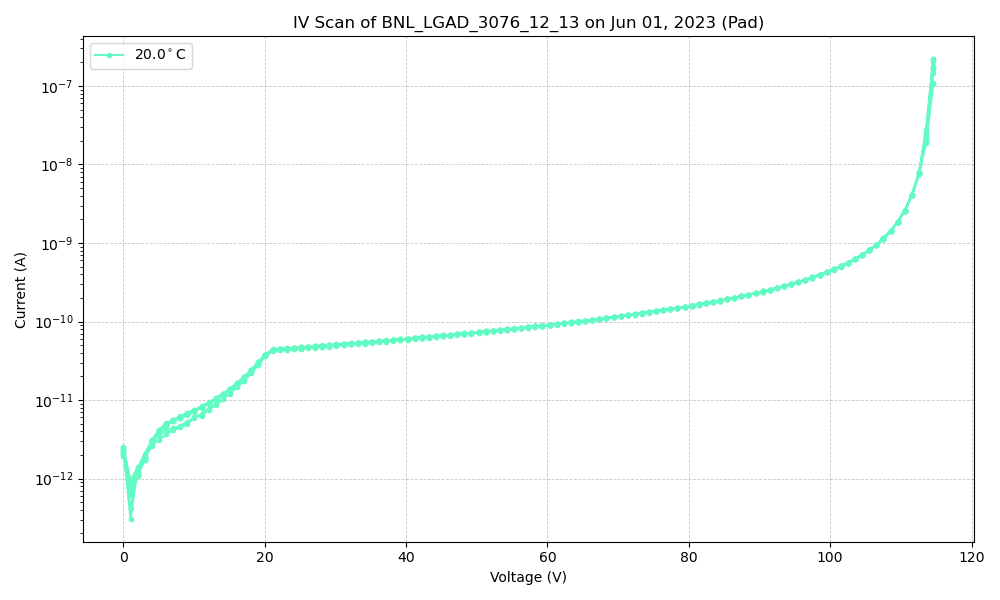 IV Scan of BNL_LGAD_3076_12_13 on Jun 01, 2023 (Pad)
20.0°C
Current (A)
10⁻⁷
10⁻⁸
10⁻⁹
10⁻¹⁰
10⁻¹¹
10⁻¹²
0 20 40 60 80 100 120
Voltage (V)